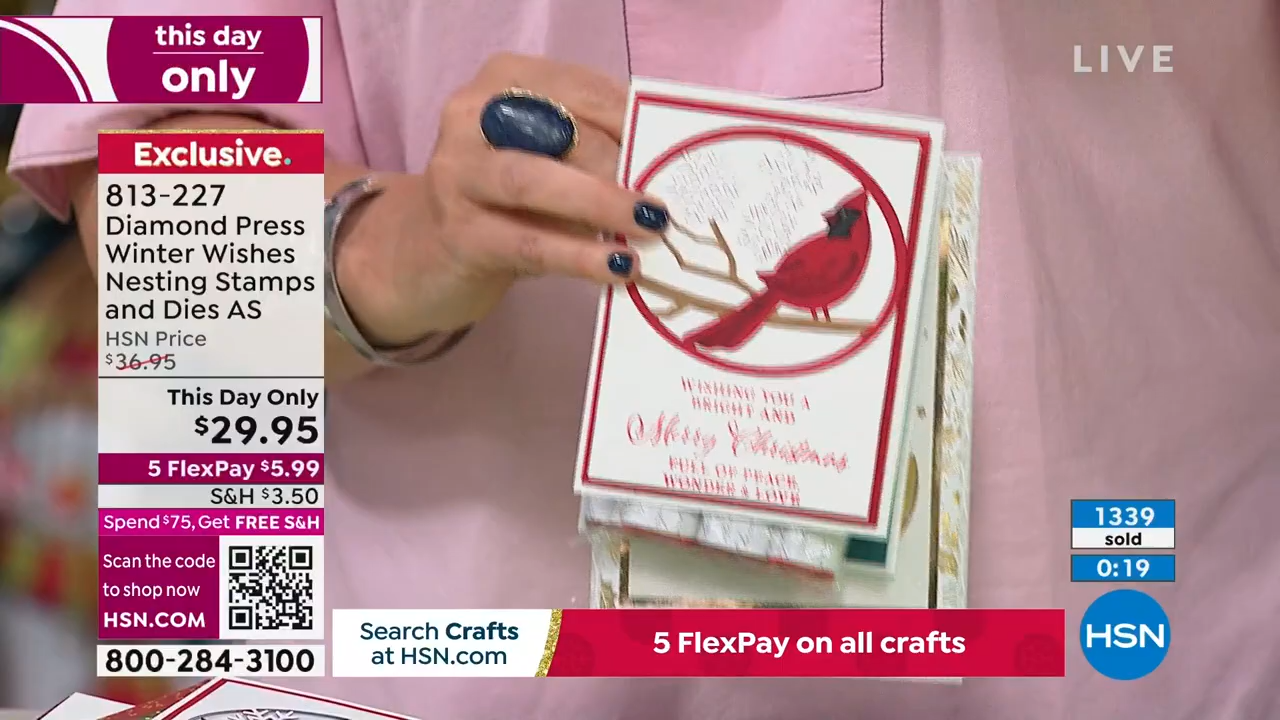 this day
only
LIVE
Exclusive.
813-227
Diamond Press
Winter Wishes
Nesting Stamps
and Dies AS
HSN Price
$36.95
This Day Only
$29.95
5 FlexPay $5.99
S&H $3.50
Spend $75, Get FREE S&H
Scan the code
to shop now
HSN.COM
800-284-3100
WISHING YOU A
BRIGHT AND
Merry Christmas
FULL OF PEACE
WONDER & LOVE
1339
sold
0:19
HSN
Search Crafts
at HSN.com
5 FlexPay on all crafts